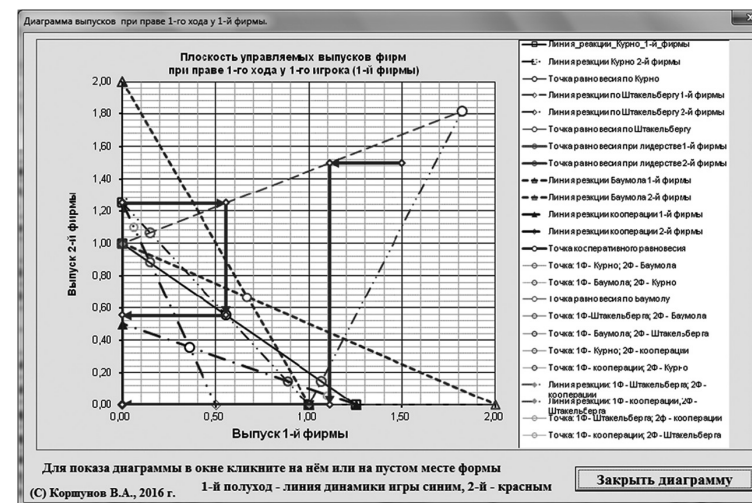 Диаграмма выпусков при праве 1-го хода у 1-й фирмы.
Плоскость управляемых выпусков фирм
при праве 1-го хода у 1-го игрока (1-й фирмы)
2,00
1,80
1,60
1,40
1,20
1,00
0,80
0,60
0,40
0,20
0,00
Выпуск 2-й фирмы
0,00
0,50
1,00
1,50
2,00
Выпуск 1-й фирмы
Линия_реакции_Курно_1-й_фирмы
Линия реакции Курно 2-й фирмы
Точка равновесия по Курно
Линия реакции по Штакельбергу 1-й фирмы
Линия реакции по Штакельбергу 2-й фирмы
Точка равновесия по Штакельбергу
Точка равновесия при лидерстве 1-й фирмы
Точка равновесия при лидерстве 2-й фирмы
Линия реакции Баумола 1-й фирмы
Линия реакции Баумола 2-й фирмы
Линия реакции кооперации 1-й фирмы
Линия реакции кооперации 2-й фирмы
Точка кооперативного равновесия
Точка: 1Ф - Курно; 2Ф - Баумола
Точка: 1Ф - Баумола; 2Ф - Курно
Точка равновесия по Баумолу
Точка: 1Ф-Штакельберга; 2Ф - Баумола
Точка: 1Ф - Баумола; 2Ф - Штакельберга
Точка: 1Ф - Курно; 2Ф - кооперации
Точка: 1Ф - кооперации; 2Ф - Курно
Линия реакции: 1Ф - Штакельберга; 2Ф -
кооперации
Линия реакции: 1Ф - кооперации, 2Ф -
Штакельберга
Точка: 1Ф - Штакельберга; 2ф - кооперации
Точка: 1Ф - кооперации; 2Ф - Штакельберга
Для показа диаграммы в окне кликните на нём или на пустом месте формы
(С) Коршунов В.А., 2016 г.
1-й полуход - линия динамики игры синим, 2-й - красным
Закрыть диаграмму